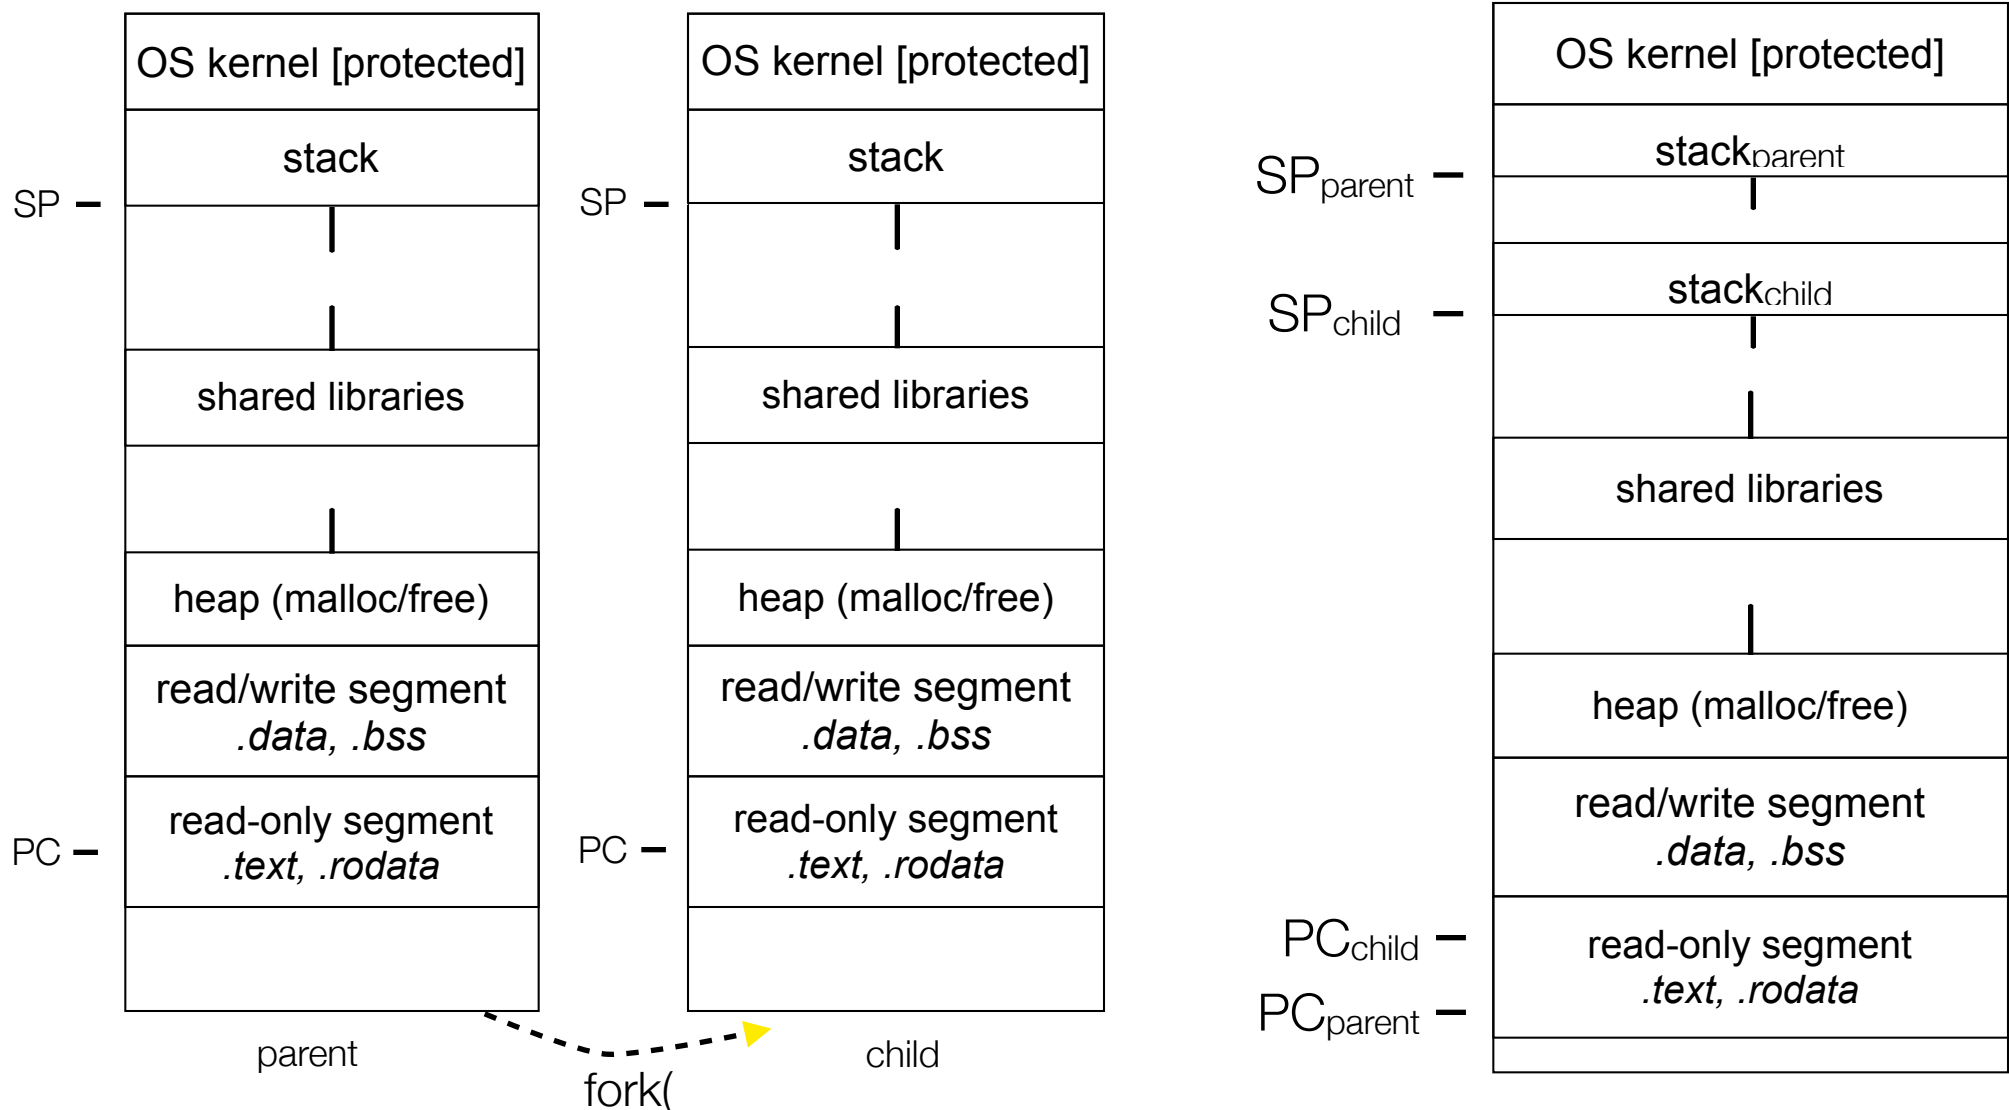 OS kernel [protected]
stack
SP
shared libraries
heap (malloc/free)
read/write segment
.data, .bss
read-only segment
.text, .rodata
PC
parent
OS kernel [protected]
stack
SP
shared libraries
heap (malloc/free)
read/write segment
.data, .bss
read-only segment
.text, .rodata
PC
child
fork(
OS kernel [protected]
stackparent
SPparent
stackchild
SPchild
shared libraries
heap (malloc/free)
read/write segment
.data, .bss
PCchild
read-only segment
.text, .rodata
PCparent